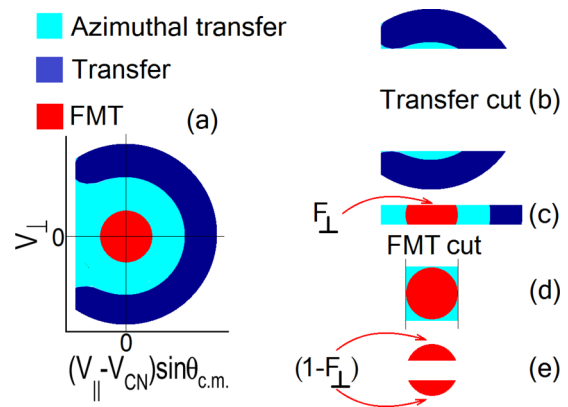 Azimuthal transfer
Transfer
FMT
(a)
V⊥
0
0
(V||-VCN)sinθc.m.
Transfer cut (b)
F⊥
(c)
FMT cut
(d)
(1-F⊥)
(e)